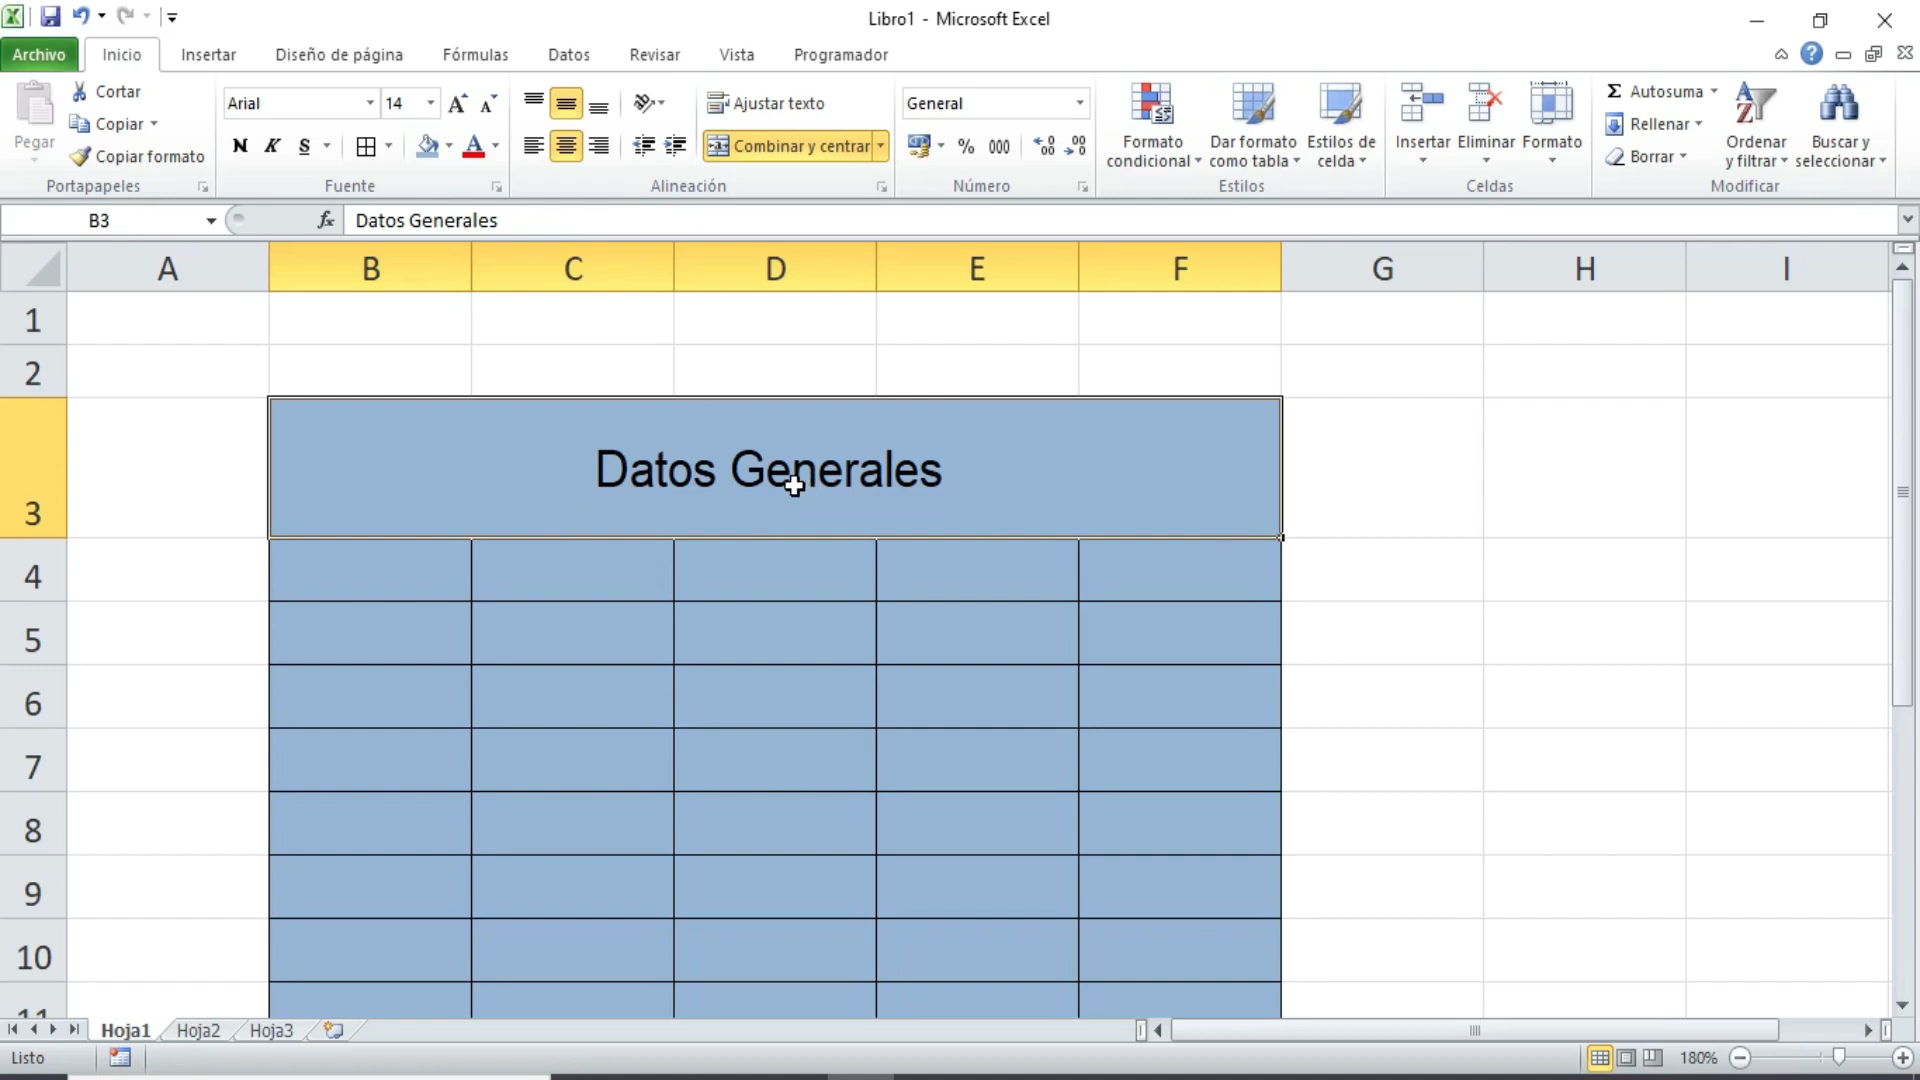 Libro1 - Microsoft Excel
Archivo Inicio Insertar Diseño de página Fórmulas Datos Revisar Vista Programador
Pegar
Cortar
Copiar
Copiar formato
Portapapeles
Arial 14
N K S
Fuente
Ajustar texto
Combinar y centrar
Alineación
General
% 000
Número
Formato condicional
Dar formato como tabla
Estilos de celda
Estilos
Insertar Eliminar Formato
Celdas
Σ Autosuma
Rellenar
Borrar
Ordenar y filtrar
Buscar y seleccionar
Modificar
B3 fx Datos Generales
A B C D E F G H I
1
2
3 Datos Generales
4
5
6
7
8
9
10
11
Hoja1 Hoja2 Hoja3
Listo 180%